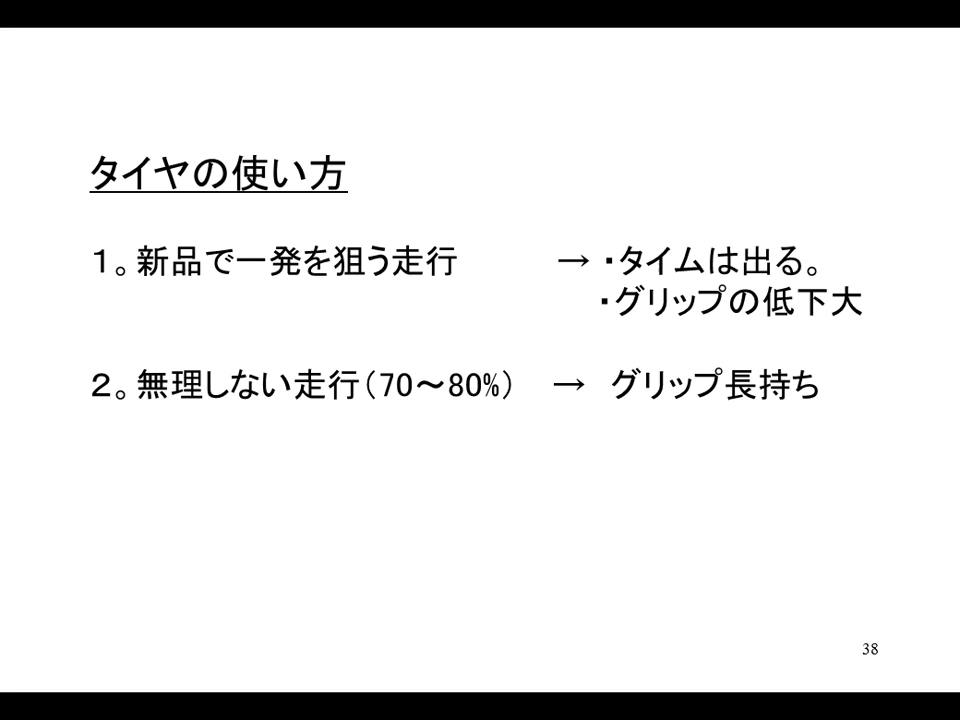 タイヤの使い方
１。新品で一発を狙う走行 → ・タイムは出る。
・グリップの低下大
２。無理しない走行（70～80%） → グリップ長持ち
38